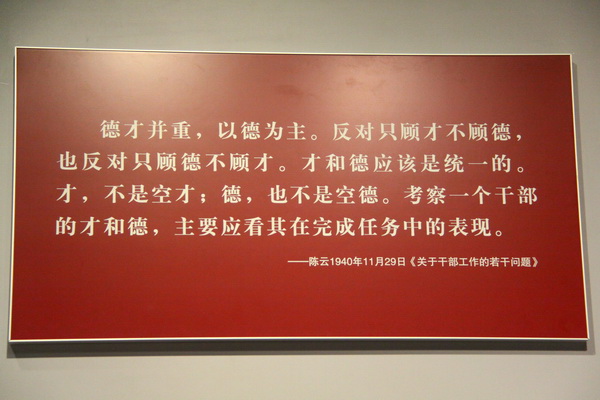 德才并重，以德为主。反对只顾才不顾德，
也反对只顾德不顾才。才和德应该是统一的。
才，不是空才；德，也不是空德。考察一个干部
的才和德，主要应看其在完成任务中的表现。
——陈云1940年11月29日《关于干部工作的若干问题》